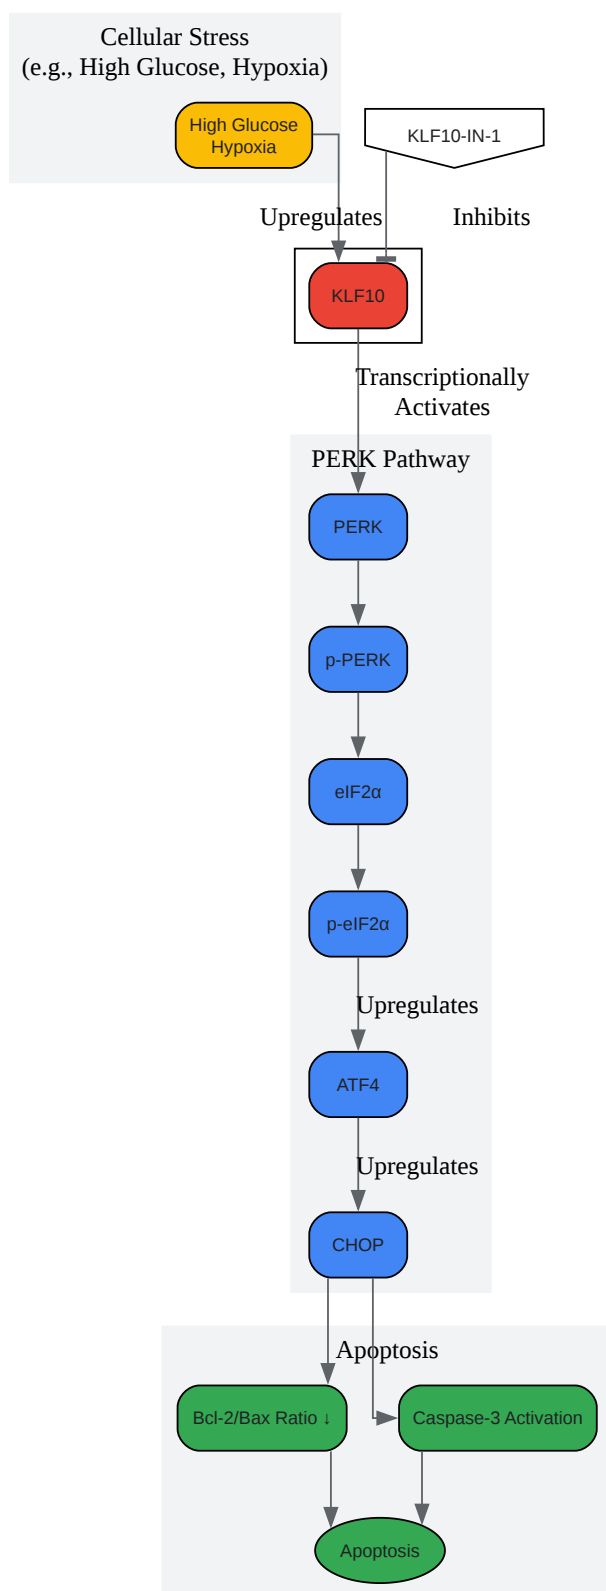 Cellular Stress
(e.g., High Glucose, Hypoxia)
High Glucose
Hypoxia
KLF10-IN-1
Upregulates
Inhibits
KLF10
Transcriptionally
Activates
PERK Pathway
PERK
p-PERK
eIF2α
p-eIF2α
Upregulates
ATF4
Upregulates
CHOP
Apoptosis
Bcl-2/Bax Ratio ↓
Caspase-3 Activation
Apoptosis